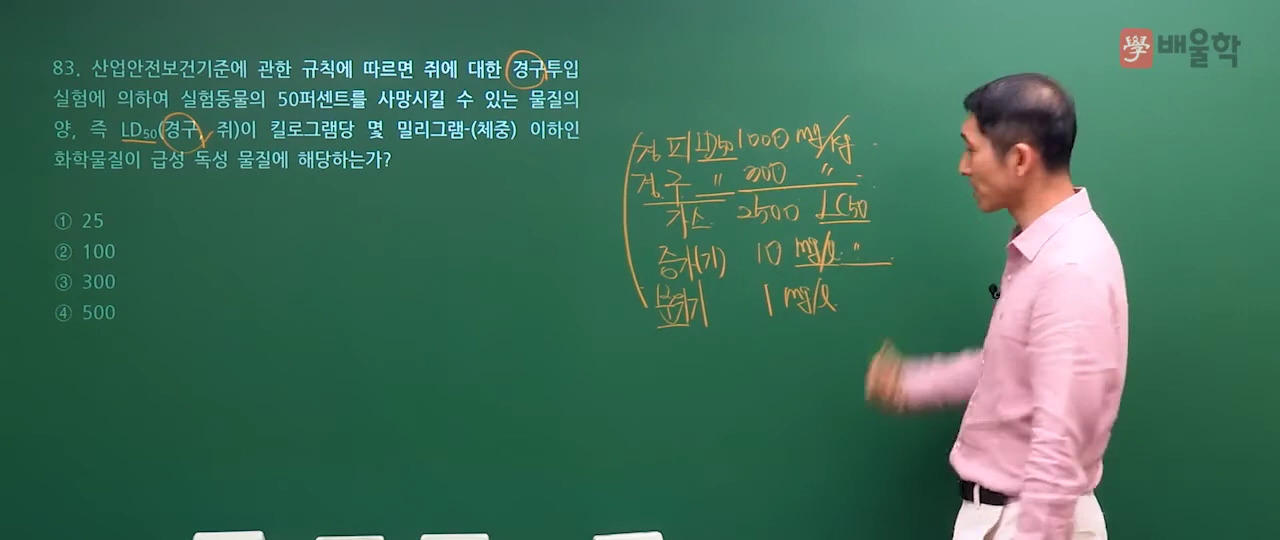 學 배울학
83. 산업안전보건기준에 관한 규칙에 따르면 쥐에 대한 경구투입
실험에 의하여 실험동물의 50퍼센트를 사망시킬 수 있는 물질의
양, 즉 LD50(경구, 쥐)이 킬로그램당 몇 밀리그램-(체중) 이하인
화학물질이 급성 독성 물질에 해당하는가?
① 25
② 100
③ 300
④ 500
경피 LD50 1000 mg/kg
경구 〃 300 〃
가스 2500 LC50
증기(기) 10 mg/l 〃
1 mg/l